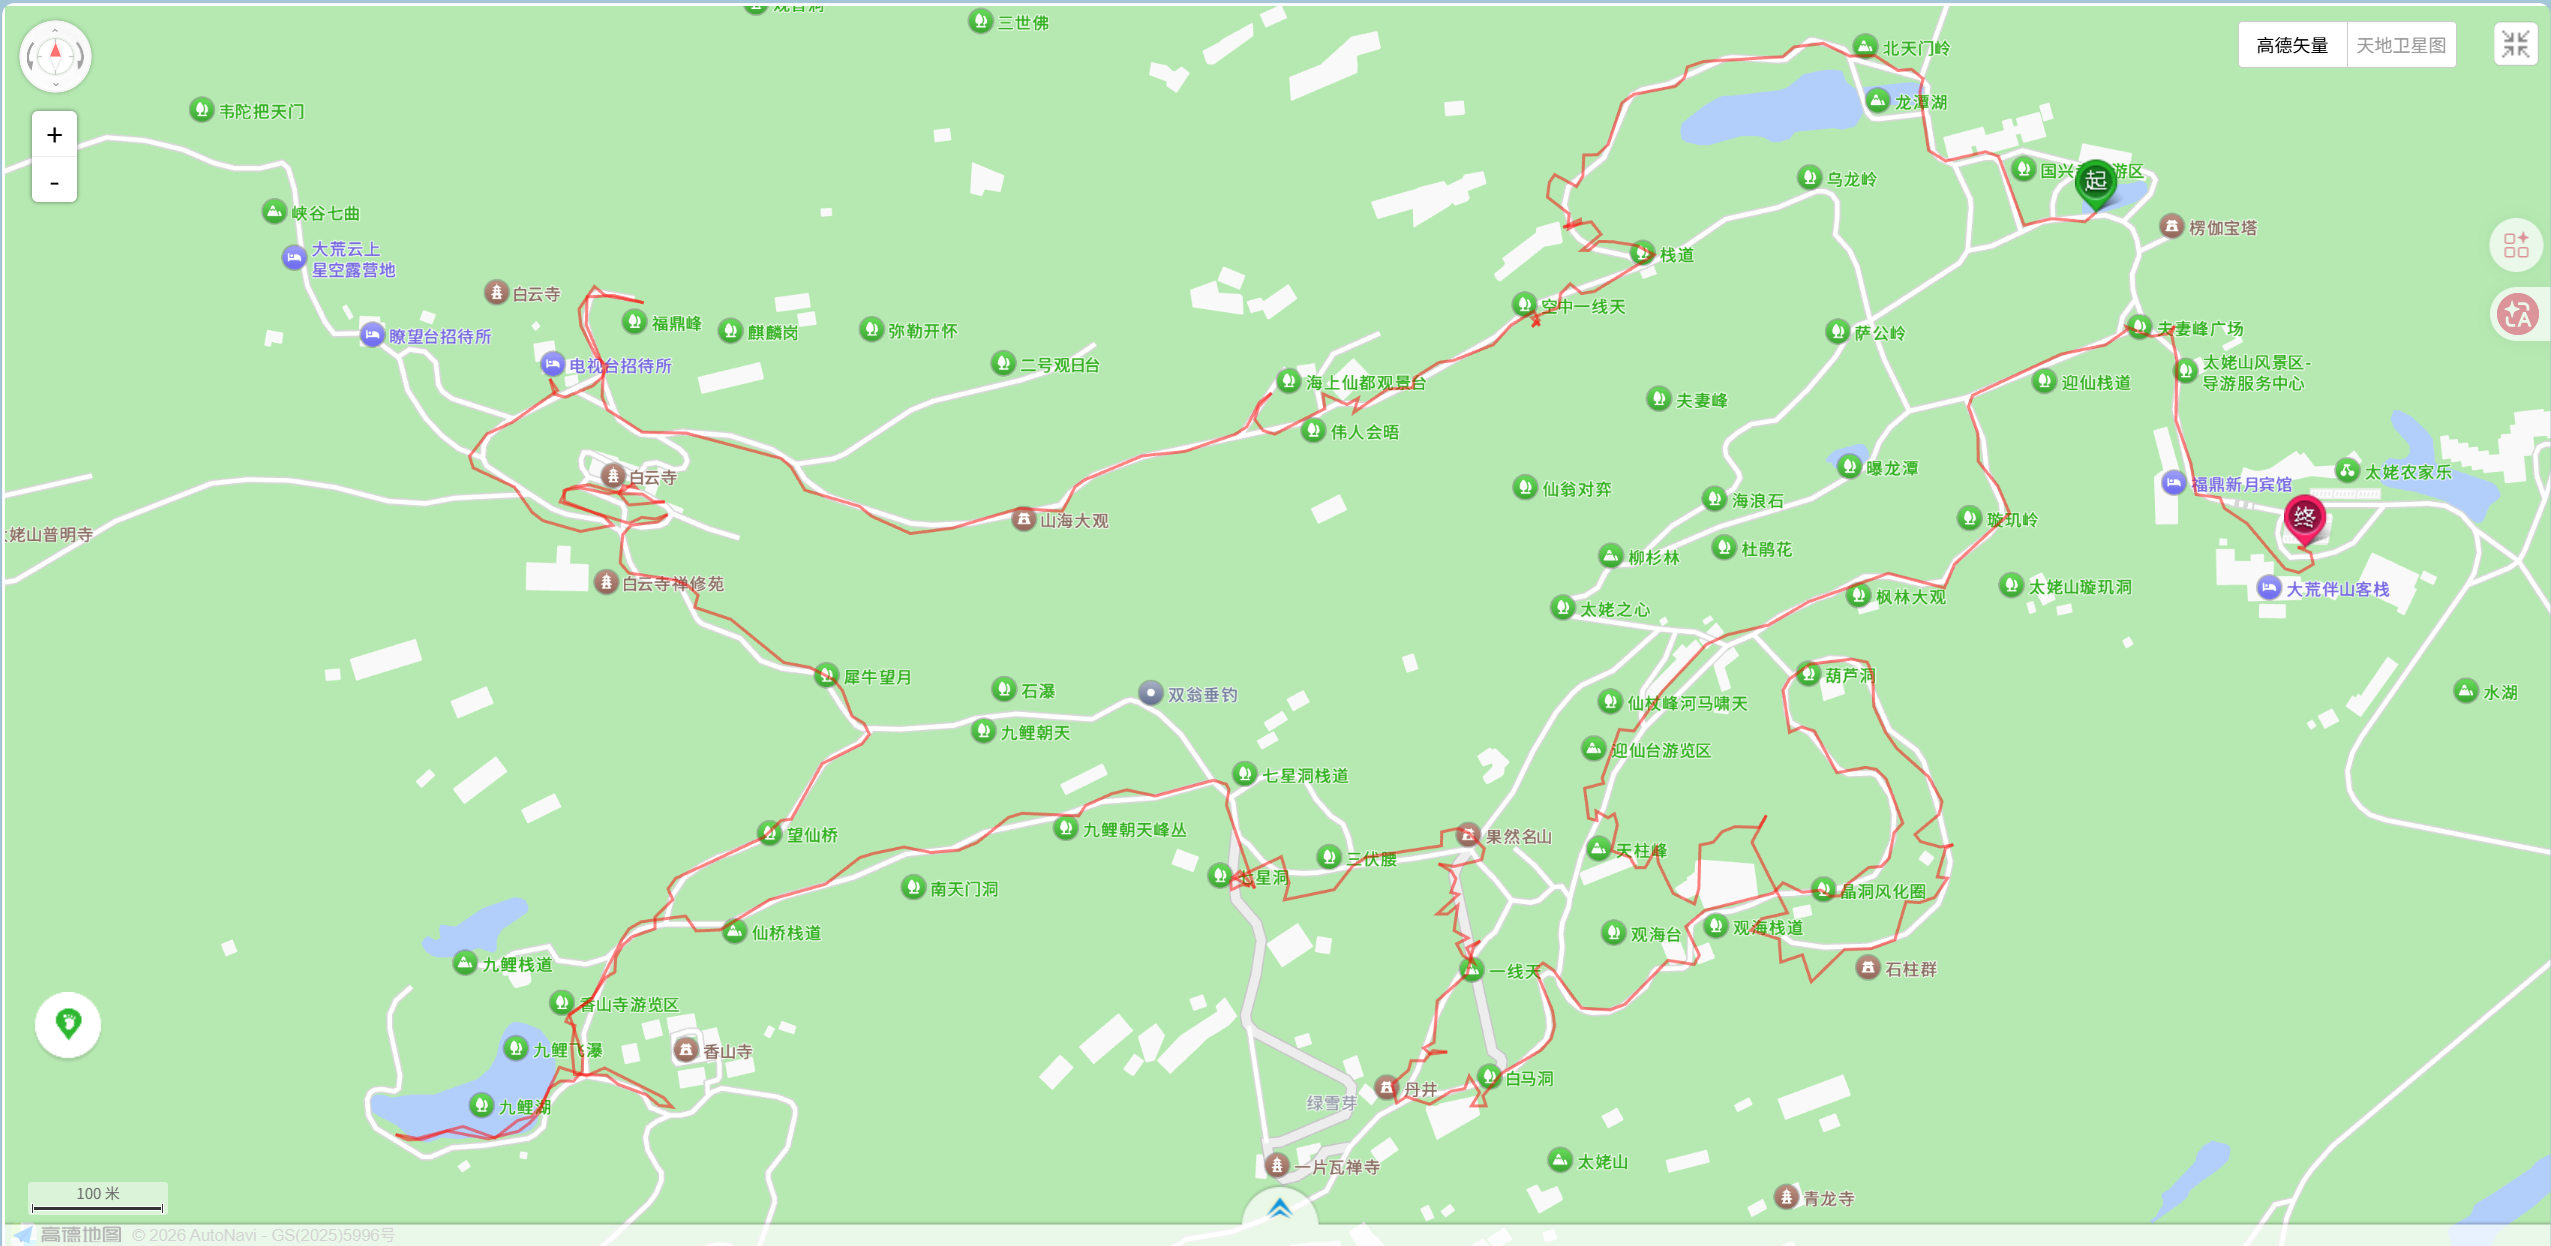 三世佛
北天门岭
高德矢量
天地卫星图
韦陀把天门
+
-
龙潭湖
国兴
游区
起
乌龙岭
峡谷七曲
楞伽宝塔
大荒云上
星空露营地
栈道
白云寺
空中一线天
福鼎峰
麒麟岗
弥勒开怀
萨公岭
夫妻峰广场
瞭望台招待所
电视台招待所
二号观日台
海上仙都观景台
太姥山风景区-
导游服务中心
迎仙栈道
夫妻峰
伟人会晤
曝龙潭
太姥农家乐
白云寺
仙翁对弈
海浪石
福鼎新月宾馆
终
山海大观
璇玑岭
姥山普明寺
柳杉林
杜鹃花
白云寺禅修苑
太姥之心
枫林大观
太姥山璇玑洞
大荒伴山客栈
犀牛望月
石瀑
双翁垂钓
葫芦洞
水湖
仙杖峰河马啸天
九鲤朝天
迎仙台游览区
七星洞栈道
望仙桥
九鲤朝天峰丛
果然名山
天柱峰
三伏腰
七星洞
南天门洞
晶洞风化圈
仙桥栈道
观海台
观海栈道
九鲤栈道
一线天
石柱群
香山寺游览区
九鲤飞瀑
香山寺
白马洞
丹井
九鲤湖
绿雪芽
一片瓦禅寺
太姥山
100 米
青龙寺
高德地图 © 2026 AutoNavi - GS(2025)5996号